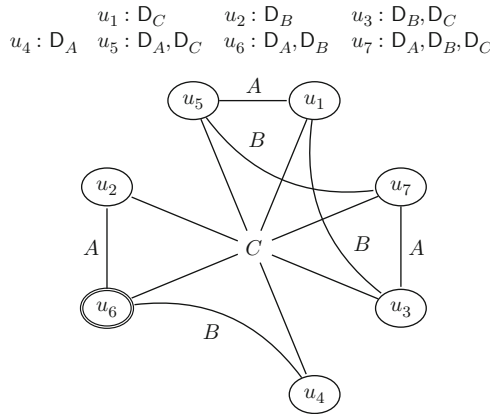 u₁ : D_C u₂ : D_B u₃ : D_B,D_C
u₄ : D_A u₅ : D_A,D_C u₆ : D_A,D_B u₇ : D_A,D_B,D_C
A
u₅ u₁
B
u₂ u₇
A C B A
u₆ u₃
B
u₄